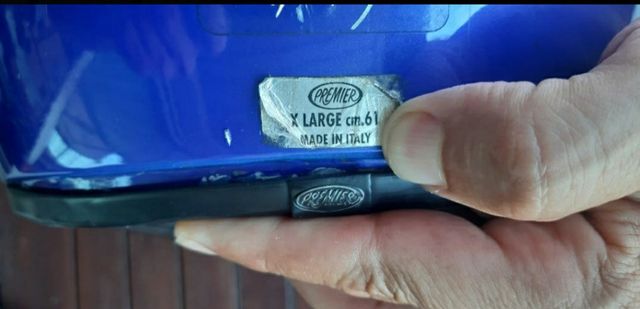 PREMIER
X LARGE cm.61
MADE IN ITALY
PREMIER